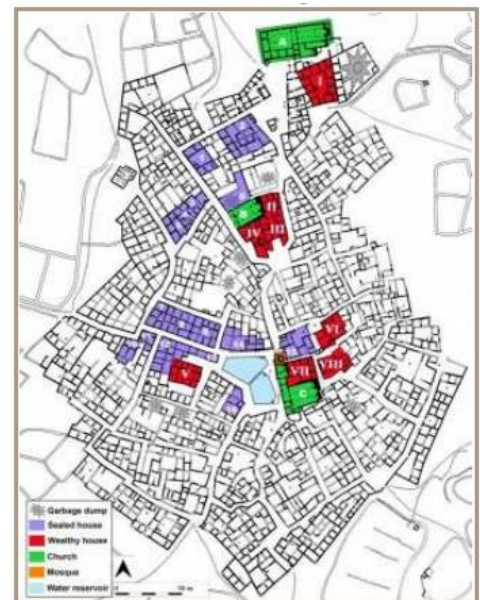 I
II
III
IV
VI
VII
VIII
V
C
Garbage dump
Sealed house
Wealthy house
Church
Mosque
Water reservoir